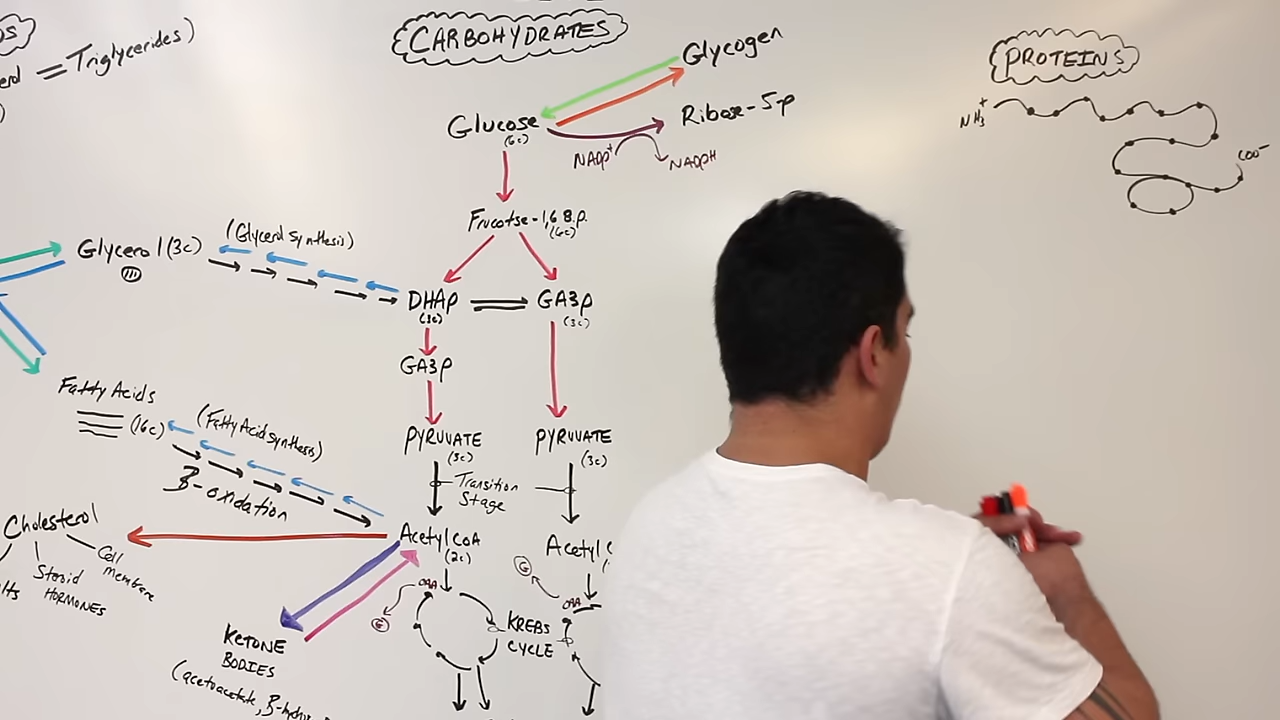 CARBOHYDRATES
PROTEINS
= Triglycerides)
Glycogen
Glucose
(6c)
Ribose-5-p
NADP+
NADPH
NH3+
COO-
Frucotse-1,6 B.p.
(6c)
Glycerol (3c)
(Glycerol synthesis)
DHAP
(3c)
GA3P
(3c)
GA3P
Fatty Acids
(16c)
(Fatty Acid synthesis)
B-oxidation
PYRUVATE
(3c)
PYRUVATE
(3c)
Transition
Stage
Cholesterol
Cell
membrane
Steroid
HORMONES
Acetyl CoA
(2c)
Acetyl C
OAA
G
OAA
G
KREBS
CYCLE
KETONE
BODIES
(acetoacetate, B-hydrox